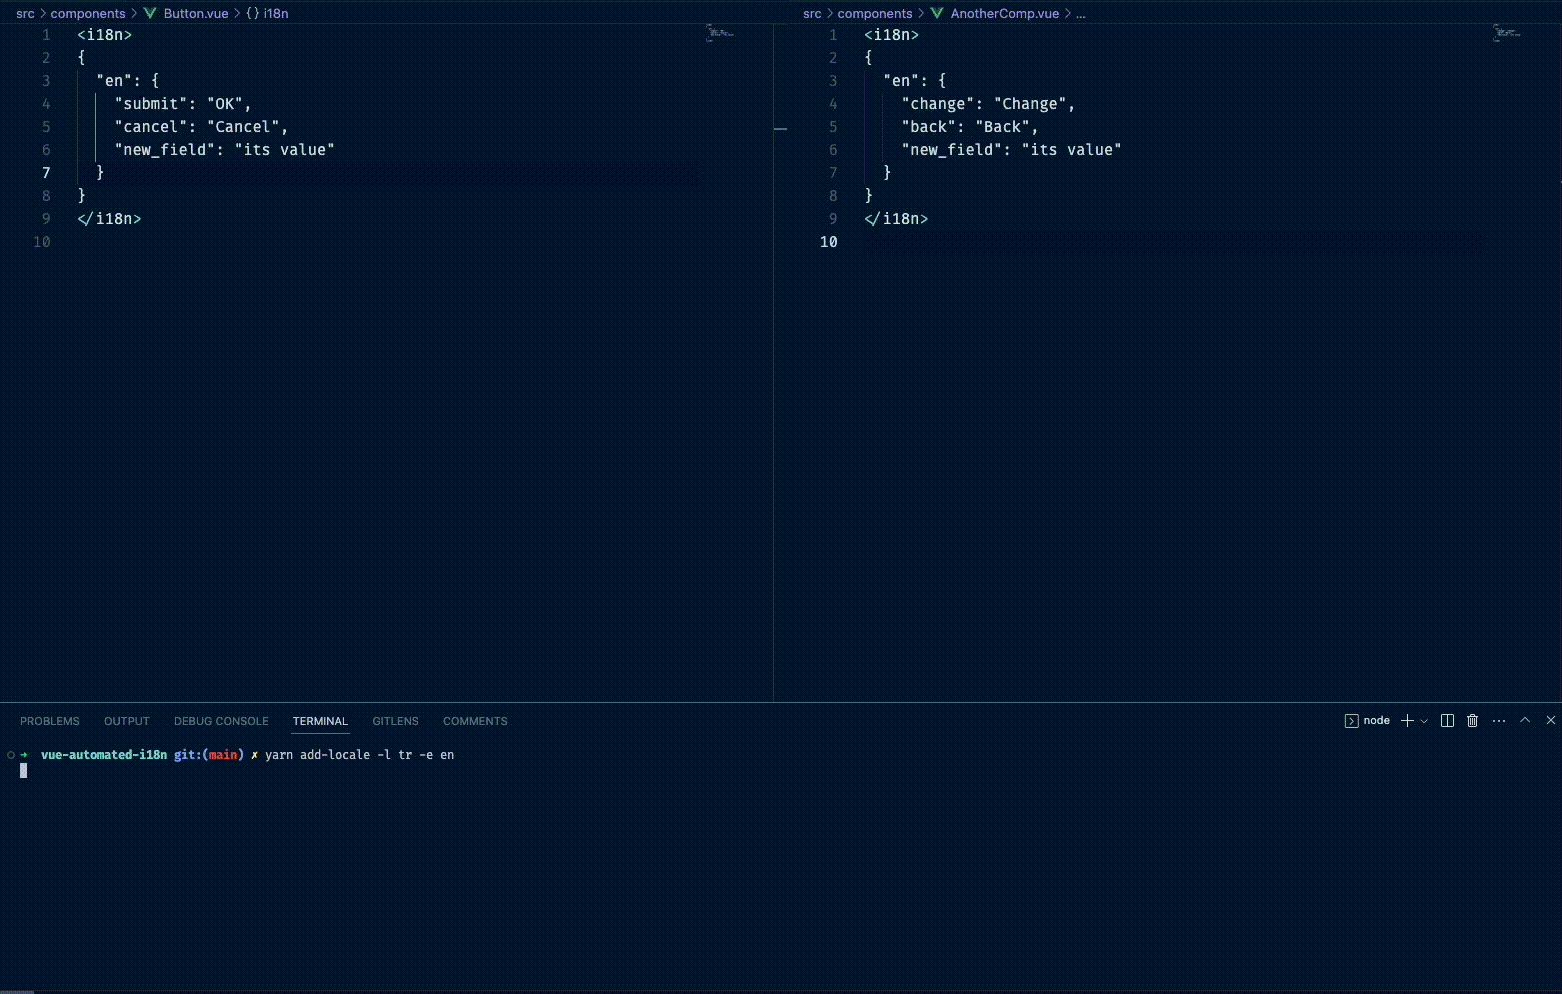 src > components > Button.vue > {} i18n
1 <i18n>
2 {
3 "en": {
4 "submit": "OK",
5 "cancel": "Cancel",
6 "new_field": "its value"
7 }
8 }
9 </i18n>
10
src > components > AnotherComp.vue > ...
1 <i18n>
2 {
3 "en": {
4 "change": "Change",
5 "back": "Back",
6 "new_field": "its value"
7 }
8 }
9 </i18n>
10
PROBLEMS OUTPUT DEBUG CONSOLE TERMINAL GITLENS COMMENTS node
vue-automated-i18n git:(main) ✗ yarn add-locale -l tr -e en